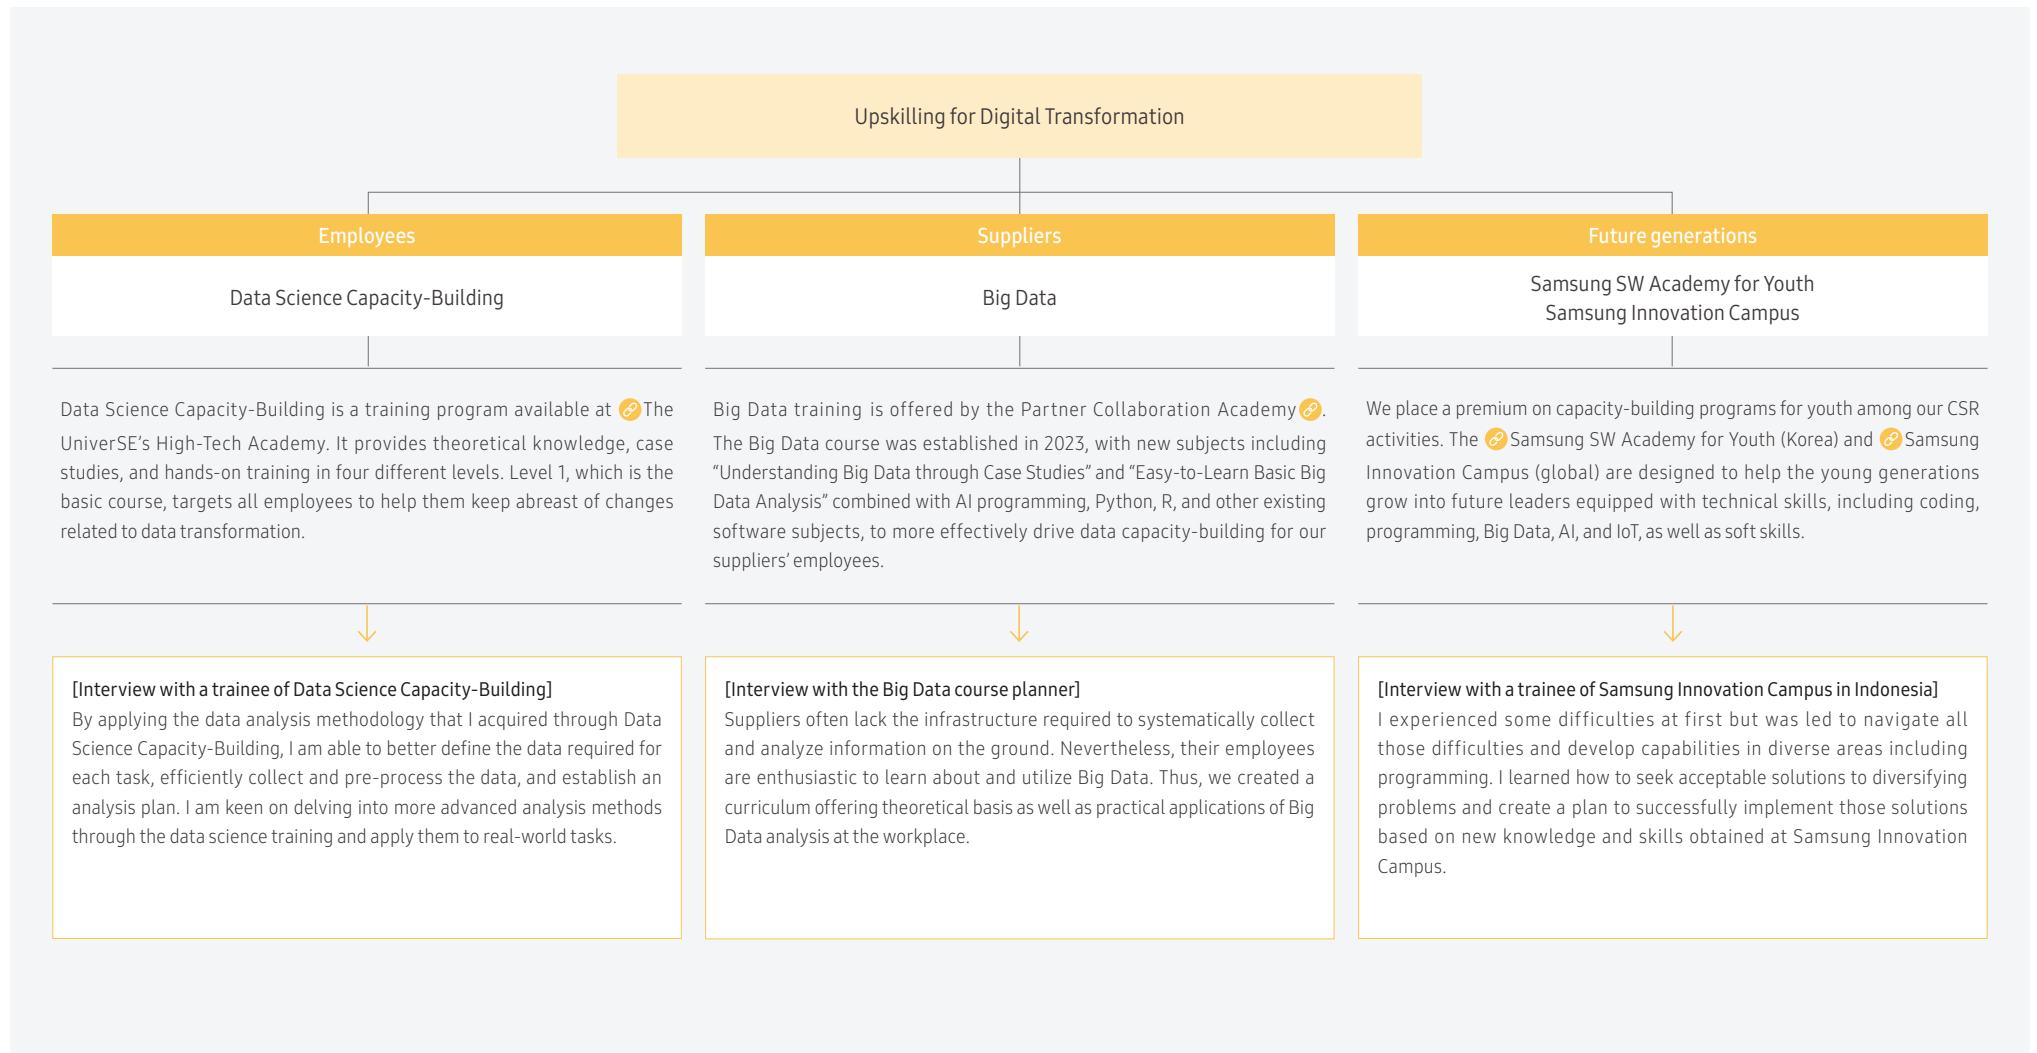 Upskilling for Digital Transformation
Employees
Data Science Capacity-Building
Data Science Capacity-Building is a training program available at The
UniverSE's High-Tech Academy. It provides theoretical knowledge, case
studies, and hands-on training in four different levels. Level 1, which is the
basic course, targets all employees to help them keep abreast of changes
related to data transformation.
[Interview with a trainee of Data Science Capacity-Building]
By applying the data analysis methodology that I acquired through Data
Science Capacity-Building, I am able to better define the data required for
each task, efficiently collect and pre-process the data, and establish an
analysis plan. I am keen on delving into more advanced analysis methods
through the data science training and apply them to real-world tasks.
Suppliers
Big Data
Big Data training is offered by the Partner Collaboration Academy.
The Big Data course was established in 2023, with new subjects including
“Understanding Big Data through Case Studies” and “Easy-to-Learn Basic Big
Data Analysis” combined with AI programming, Python, R, and other existing
software subjects, to more effectively drive data capacity-building for our
suppliers’ employees.
[Interview with the Big Data course planner]
Suppliers often lack the infrastructure required to systematically collect
and analyze information on the ground. Nevertheless, their employees
are enthusiastic to learn about and utilize Big Data. Thus, we created a
curriculum offering theoretical basis as well as practical applications of Big
Data analysis at the workplace.
Future generations
Samsung SW Academy for Youth
Samsung Innovation Campus
We place a premium on capacity-building programs for youth among our CSR
activities. The Samsung SW Academy for Youth (Korea) and Samsung
Innovation Campus (global) are designed to help the young generations
grow into future leaders equipped with technical skills, including coding,
programming, Big Data, AI, and IoT, as well as soft skills.
[Interview with a trainee of Samsung Innovation Campus in Indonesia]
I experienced some difficulties at first but was led to navigate all
those difficulties and develop capabilities in diverse areas including
programming. I learned how to seek acceptable solutions to diversifying
problems and create a plan to successfully implement those solutions
based on new knowledge and skills obtained at Samsung Innovation
Campus.